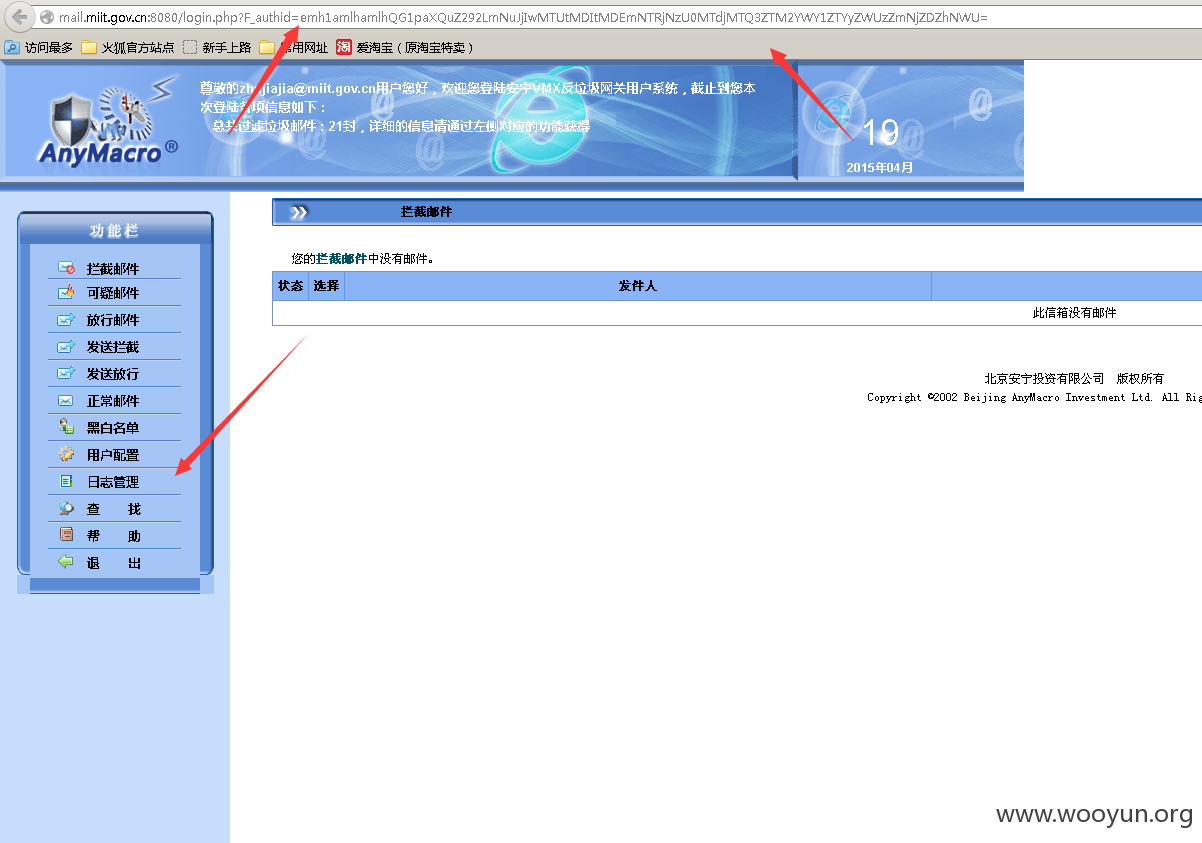 mail.miit.gov.cn:8080/login.php?F_authid=emh1amlhamlhQG1paXQuZ292LmNuJjIwMTUtMDItMDEmNTRjNzU0MTdjMTQ3ZTM2YWY1ZTYyZWUzZmNjZDZhNWU=
访问最多 火狐官方站点 新手上路 常用网址 淘 爱淘宝（原淘宝特卖）
尊敬的zhujiajia@miit.gov.cn用户您好，欢迎您登陆安宁VMX反垃圾网关用户系统，截止到您本
次登陆各项信息如下：
总共过滤垃圾邮件：21封，详细的信息请通过左侧对应的功能获得
AnyMacro®
19
2015年04月
功能栏
拦截邮件
可疑邮件
放行邮件
发送拦截
发送放行
正常邮件
黑白名单
用户配置
日志管理
查 找
帮 助
退 出
拦截邮件
您的拦截邮件中没有邮件。
状态 选择 发件人
此信箱没有邮件
北京安宁投资有限公司 版权所有
Copyright ©2002 Beijing AnyMacro Investment Ltd. All Rig
www.wooyun.org